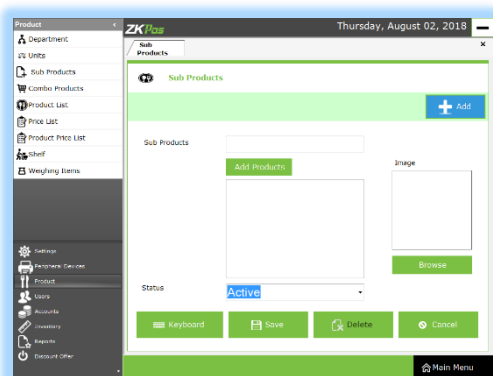 Product
Department
Units
Sub Products
Combo Products
Product List
Price List
Product Price List
Shelf
Weighing Items
Settings
Peripheral Devices
Product
Users
Accounts
Inventory
Reports
Discount Offer
ZKPos
Thursday, August 02, 2018
Sub
Products
x
Sub Products
Add
Sub Products
Add Products
Image
Browse
Status
Active
Keyboard
Save
Delete
Cancel
Main Menu